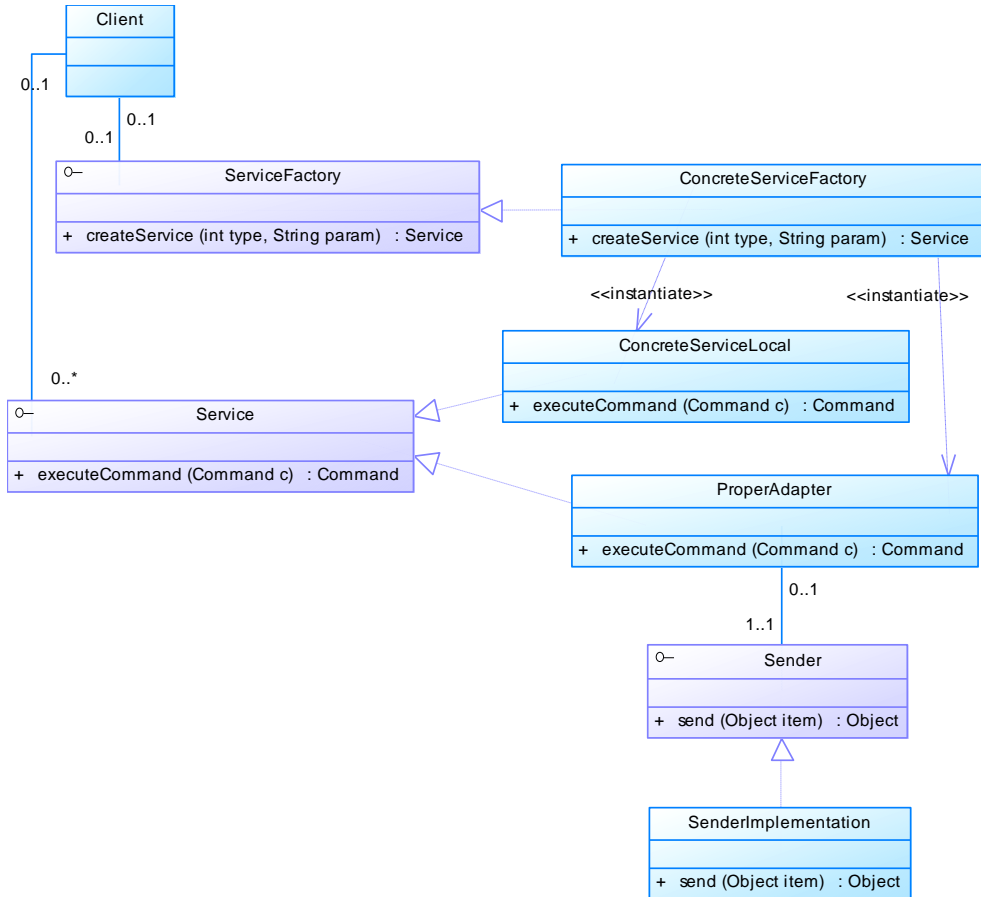 Client
0..1
0..1
0..1
ServiceFactory
+ createService (int type, String param) : Service
ConcreteServiceFactory
+ createService (int type, String param) : Service
<<instantiate>>
<<instantiate>>
ConcreteServiceLocal
+ executeCommand (Command c) : Command
0..*
Service
+ executeCommand (Command c) : Command
ProperAdapter
+ executeCommand (Command c) : Command
0..1
1..1
Sender
+ send (Object item) : Object
SenderImplementation
+ send (Object item) : Object